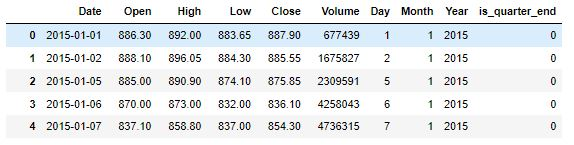 Date Open High Low Close Volume Day Month Year is_quarter_end
0 2015-01-01 886.30 892.00 883.65 887.90 677439 1 1 2015 0
1 2015-01-02 888.10 896.05 884.30 885.55 1675827 2 1 2015 0
2 2015-01-05 885.00 890.90 874.10 875.85 2309591 5 1 2015 0
3 2015-01-06 870.00 873.00 832.00 836.10 4258043 6 1 2015 0
4 2015-01-07 837.10 858.80 837.00 854.30 4736315 7 1 2015 0